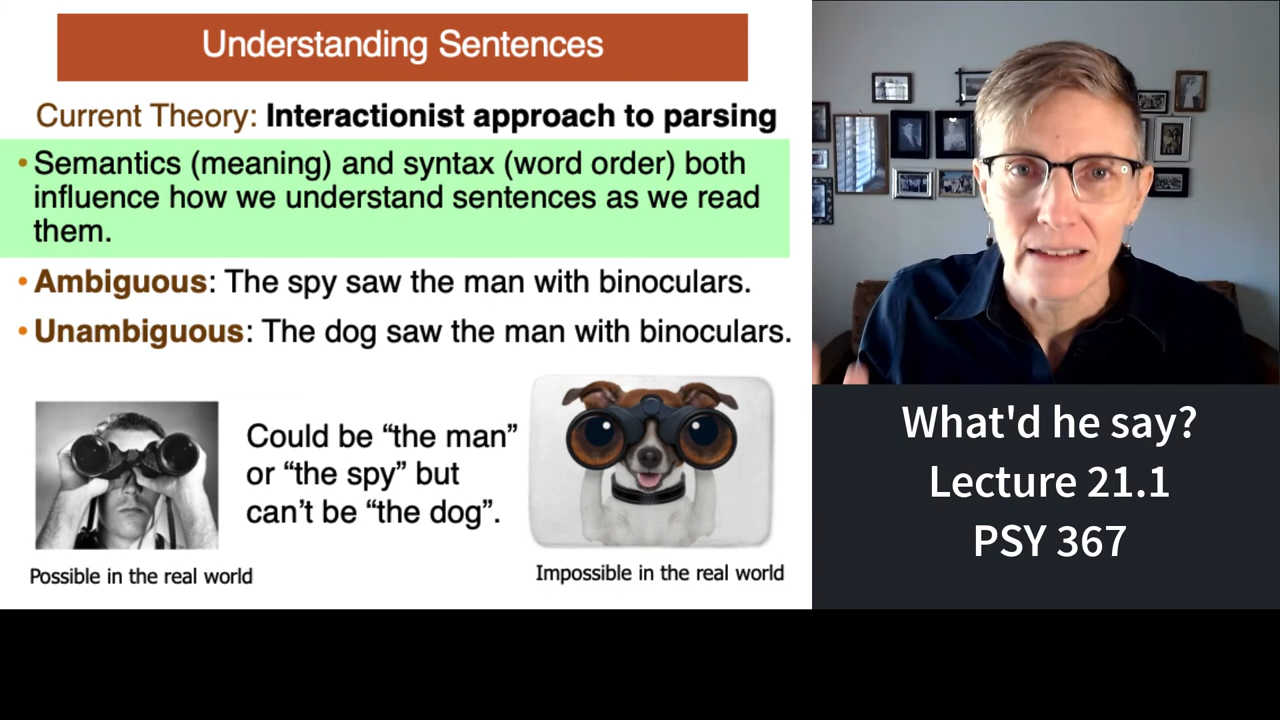 Understanding Sentences
Current Theory: Interactionist approach to parsing
• Semantics (meaning) and syntax (word order) both
influence how we understand sentences as we read
them.
• Ambiguous: The spy saw the man with binoculars.
• Unambiguous: The dog saw the man with binoculars.
Could be “the man”
or “the spy” but
can’t be “the dog”.
Possible in the real world
Impossible in the real world
What'd he say?
Lecture 21.1
PSY 367